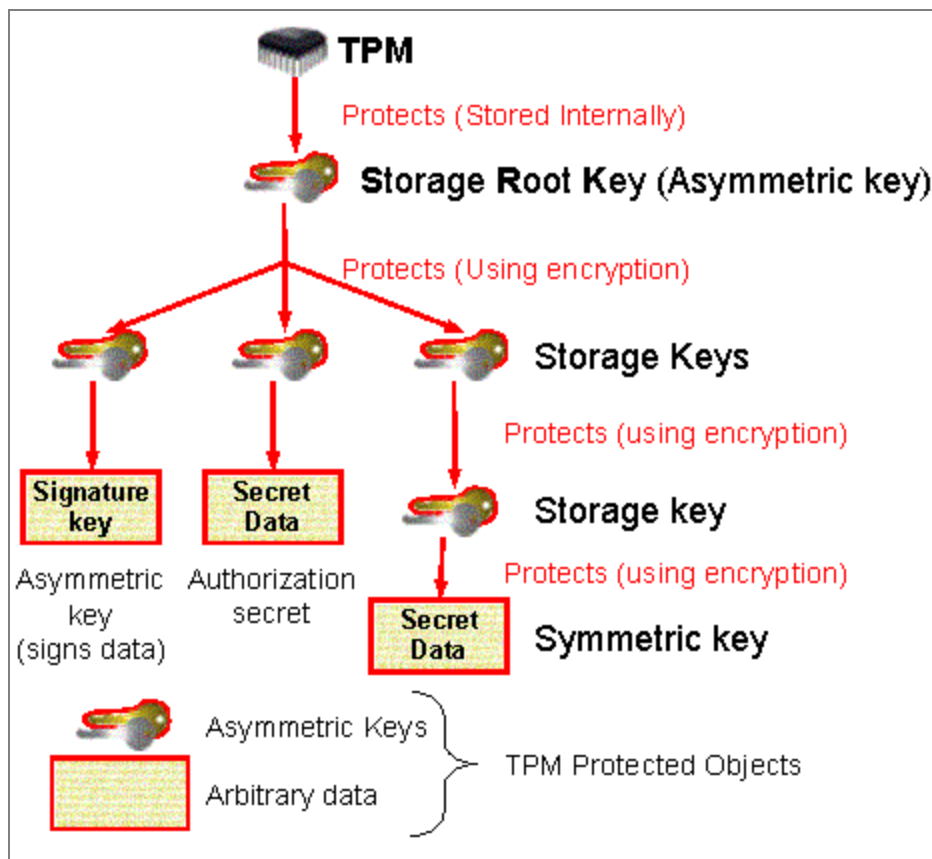 TPM
Protects (Stored Internally)
Storage Root Key (Asymmetric key)
Protects (Using encryption)
Storage Keys
Protects (using encryption)
Signature
key
Secret
Data
Storage key
Asymmetric
key
(signs data)
Authorization
secret
Protects (using encryption)
Secret
Data
Symmetric key
Asymmetric Keys
Arbitrary data
TPM Protected Objects